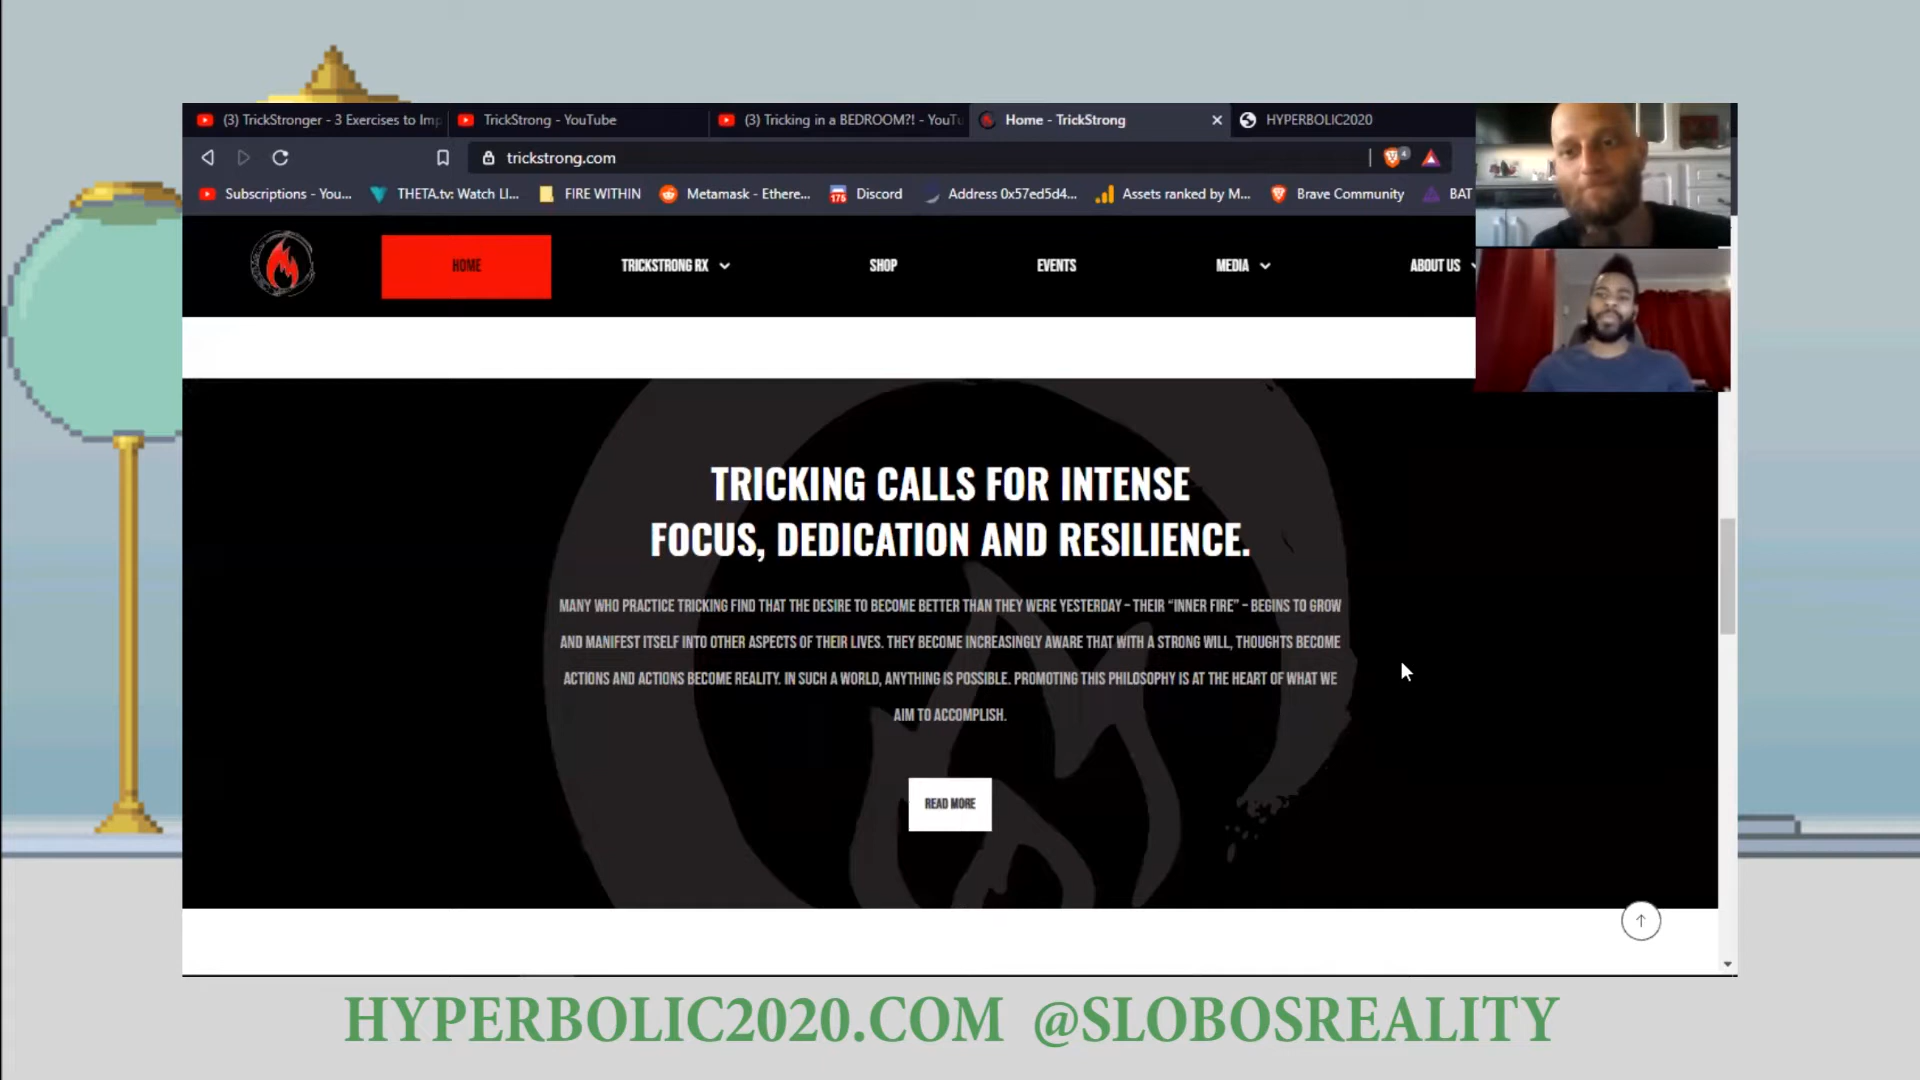 (3) TrickStronger - 3 Exercises to Imp
TrickStrong - YouTube
(3) Tricking in a BEDROOM?! - YouTu
Home - TrickStrong
HYPERBOLIC2020
trickstrong.com
4
Subscriptions - You...
THETA.tv: Watch LI...
FIRE WITHIN
Metamask - Ethere...
176
Discord
Address 0x57ed5d4...
Assets ranked by M...
Brave Community
BAT
HOME
TRICKSTRONG RX
SHOP
EVENTS
MEDIA
ABOUT US
TRICKING CALLS FOR INTENSE
FOCUS, DEDICATION AND RESILIENCE.
MANY WHO PRACTICE TRICKING FIND THAT THE DESIRE TO BECOME BETTER THAN THEY WERE YESTERDAY – THEIR “INNER FIRE” – BEGINS TO GROW
AND MANIFEST ITSELF INTO OTHER ASPECTS OF THEIR LIVES. THEY BECOME INCREASINGLY AWARE THAT WITH A STRONG WILL, THOUGHTS BECOME
ACTIONS AND ACTIONS BECOME REALITY. IN SUCH A WORLD, ANYTHING IS POSSIBLE. PROMOTING THIS PHILOSOPHY IS AT THE HEART OF WHAT WE
AIM TO ACCOMPLISH.
READ MORE
HYPERBOLIC2020.COM @SLOBOSREALITY